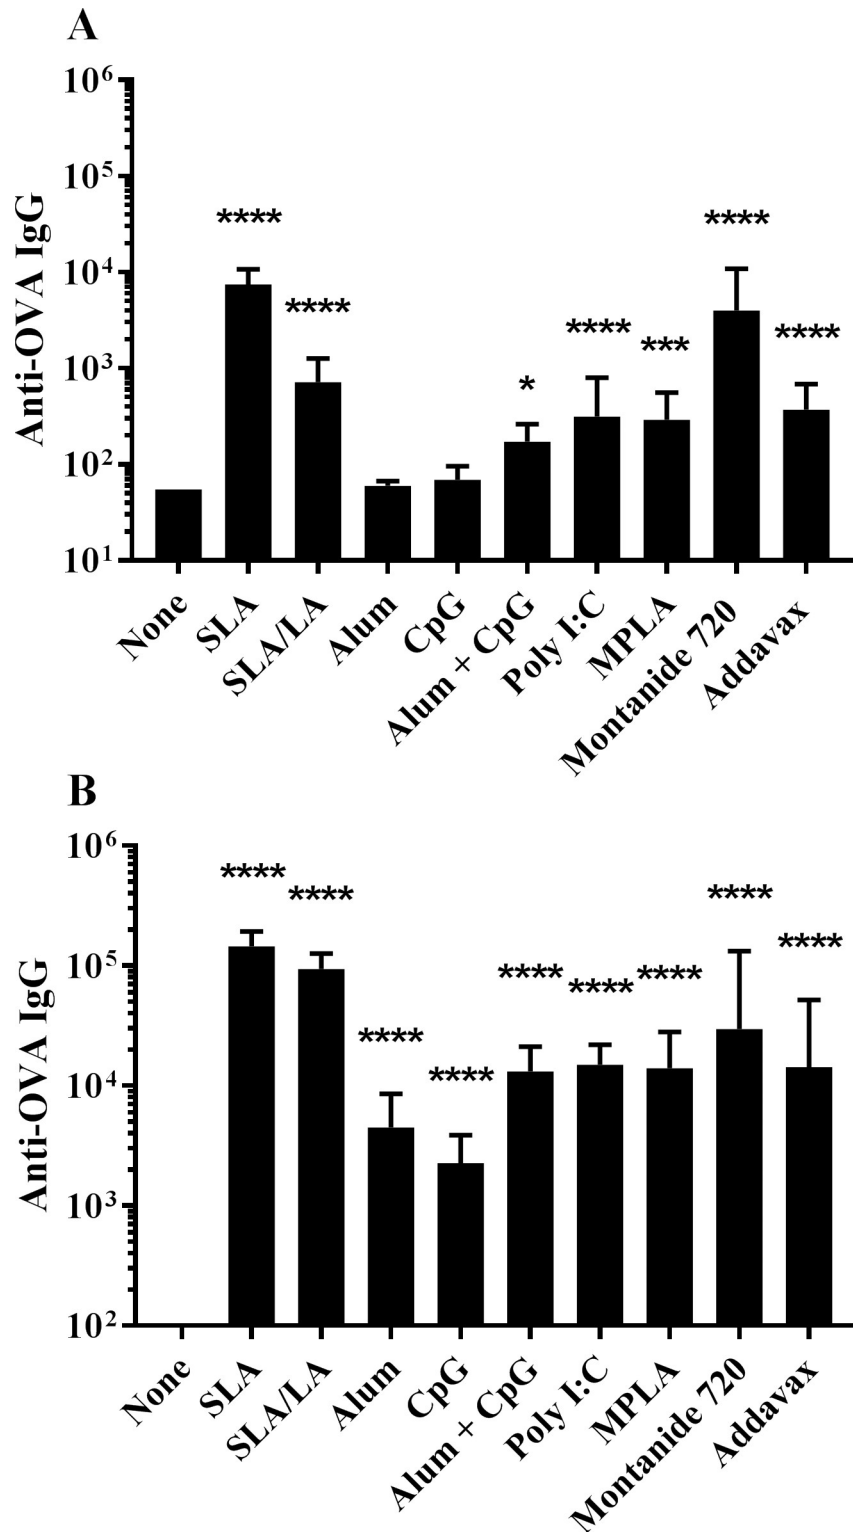 A
10⁶
10⁵
10⁴
10³
10²
10¹
Anti-OVA IgG
****
****
*
****
***
****
****
None
SLA
SLA/LA
Alum
CpG
Alum + CpG
Poly I:C
MPLA
Montanide 720
Addavax
B
10⁶
10⁵
10⁴
10³
10²
Anti-OVA IgG
****
****
****
****
****
****
****
****
****
None
SLA
SLA/LA
Alum
CpG
Alum + CpG
Poly I:C
MPLA
Montanide 720
Addavax